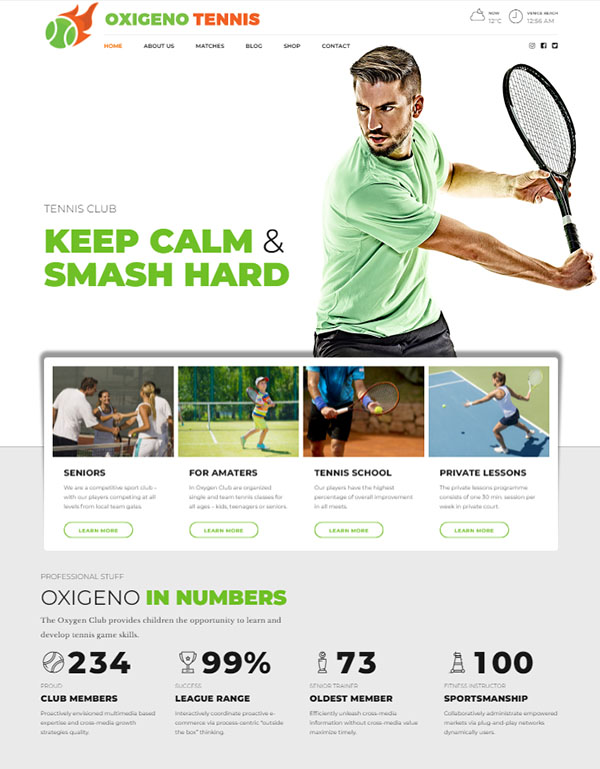 OXIGENO TENNIS
NOW
12°C
VENICE BEACH
12:56 AM
HOME
ABOUT US
MATCHES
BLOG
SHOP
CONTACT
TENNIS CLUB
KEEP CALM &
SMASH HARD
SENIORS
We are a competitive sport club –
with our players competing at all
levels from local team gates.
LEARN MORE
FOR AMATERS
In Oxygen Club are organized
single and team tennis classes for
all ages – kids, teenagers or seniors.
LEARN MORE
TENNIS SCHOOL
Our players have the highest
percentage of overall improvement
in all meets.
LEARN MORE
PRIVATE LESSONS
The private lessons programme
consists of one 30 min. session per
week in private court.
LEARN MORE
PROFESSIONAL STUFF
OXIGENO IN NUMBERS
The Oxygen Club provides children the opportunity to learn and
develop tennis game skills.
234
PROUD
CLUB MEMBERS
Proactively envisioned multimedia based
expertise and cross-media growth
strategies quality.
99%
SUCCESS
LEAGUE RANGE
Interactively coordinate proactive e-
commerce via process-centric "outside
the box" thinking.
73
SENIOR TRAINER
OLDEST MEMBER
Efficiently unleash cross-media
information without cross-media value
maximize timely.
100
FITNESS INSTRUCTOR
SPORTSMANSHIP
Collaboratively administrate empowered
markets via plug-and-play networks
dynamically users.